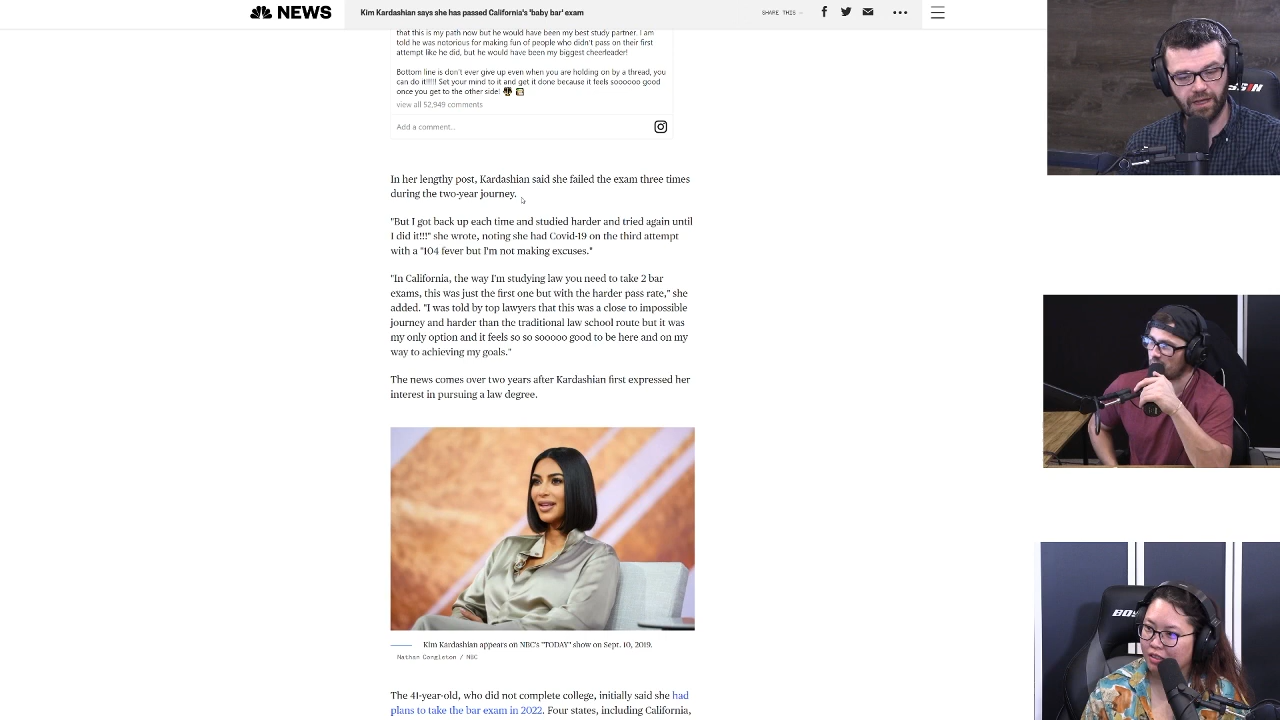 NEWS
Kim Kardashian says she has passed California's 'baby bar' exam
SHARE THIS
that this is my path now but he would have been my best study partner. I am
told he was notorious for making fun of people who didn't pass on their first
attempt like he did, but he would have been my biggest cheerleader!
Bottom line is don't ever give up even when you are holding on by a thread, you
can do it!!!!! Set your mind to it and get it done because it feels soooooo good
once you get to the other side!
view all 52,949 comments
Add a comment...
In her lengthy post, Kardashian said she failed the exam three times
during the two-year journey.
"But I got back up each time and studied harder and tried again until
I did it!!!" she wrote, noting she had Covid-19 on the third attempt
with a "104 fever but I'm not making excuses."
"In California, the way I'm studying law you need to take 2 bar
exams, this was just the first one but with the harder pass rate," she
added. "I was told by top lawyers that this was a close to impossible
journey and harder than the traditional law school route but it was
my only option and it feels so so sooooo good to be here and on my
way to achieving my goals."
The news comes over two years after Kardashian first expressed her
interest in pursuing a law degree.
Kim Kardashian appears on NBC's "TODAY" show on Sept. 10, 2019.
Nathan Congleton / NBC
The 41-year-old, who did not complete college, initially said she had
plans to take the bar exam in 2022. Four states, including California,